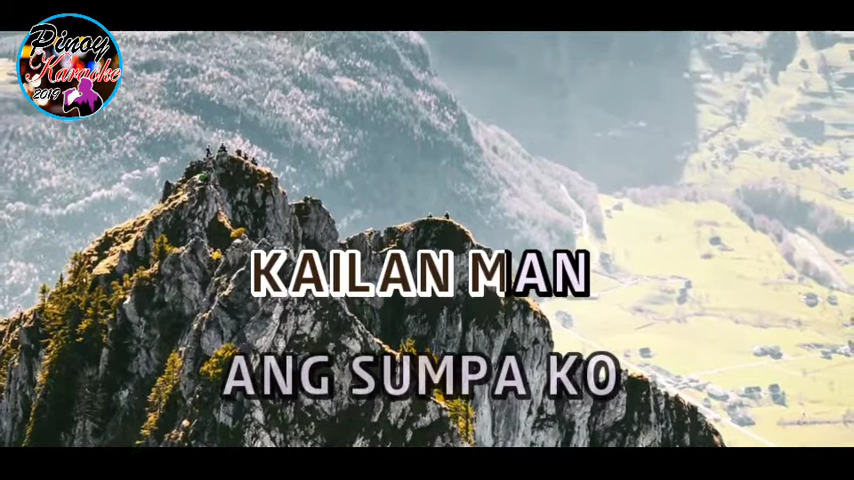 Pinoy
Karaoke
2019
KAILAN MAN
ANG SUMPA KO